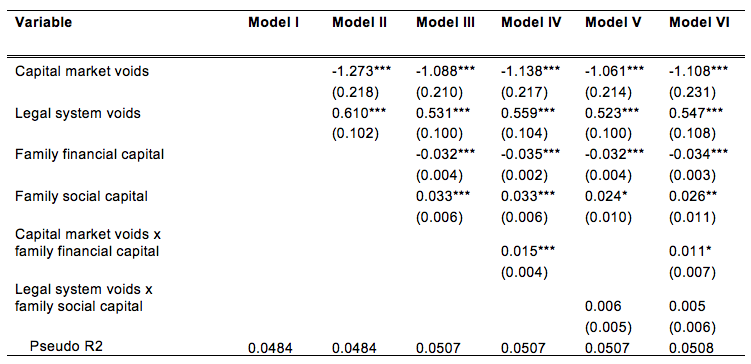 Variable Model I Model II Model III Model IV Model V Model VI
Capital market voids -1.273*** -1.088*** -1.138*** -1.061*** -1.108***
(0.218) (0.210) (0.217) (0.214) (0.231)
Legal system voids 0.610*** 0.531*** 0.559*** 0.523*** 0.547***
(0.102) (0.100) (0.104) (0.100) (0.108)
Family financial capital -0.032*** -0.035*** -0.032*** -0.034***
(0.004) (0.002) (0.004) (0.003)
Family social capital 0.033*** 0.033*** 0.024* 0.026**
(0.006) (0.006) (0.010) (0.011)
Capital market voids x
family financial capital 0.015*** 0.011*
(0.004) (0.007)
Legal system voids x
family social capital 0.006 0.005
(0.005) (0.006)
Pseudo R2 0.0484 0.0484 0.0507 0.0507 0.0507 0.0508